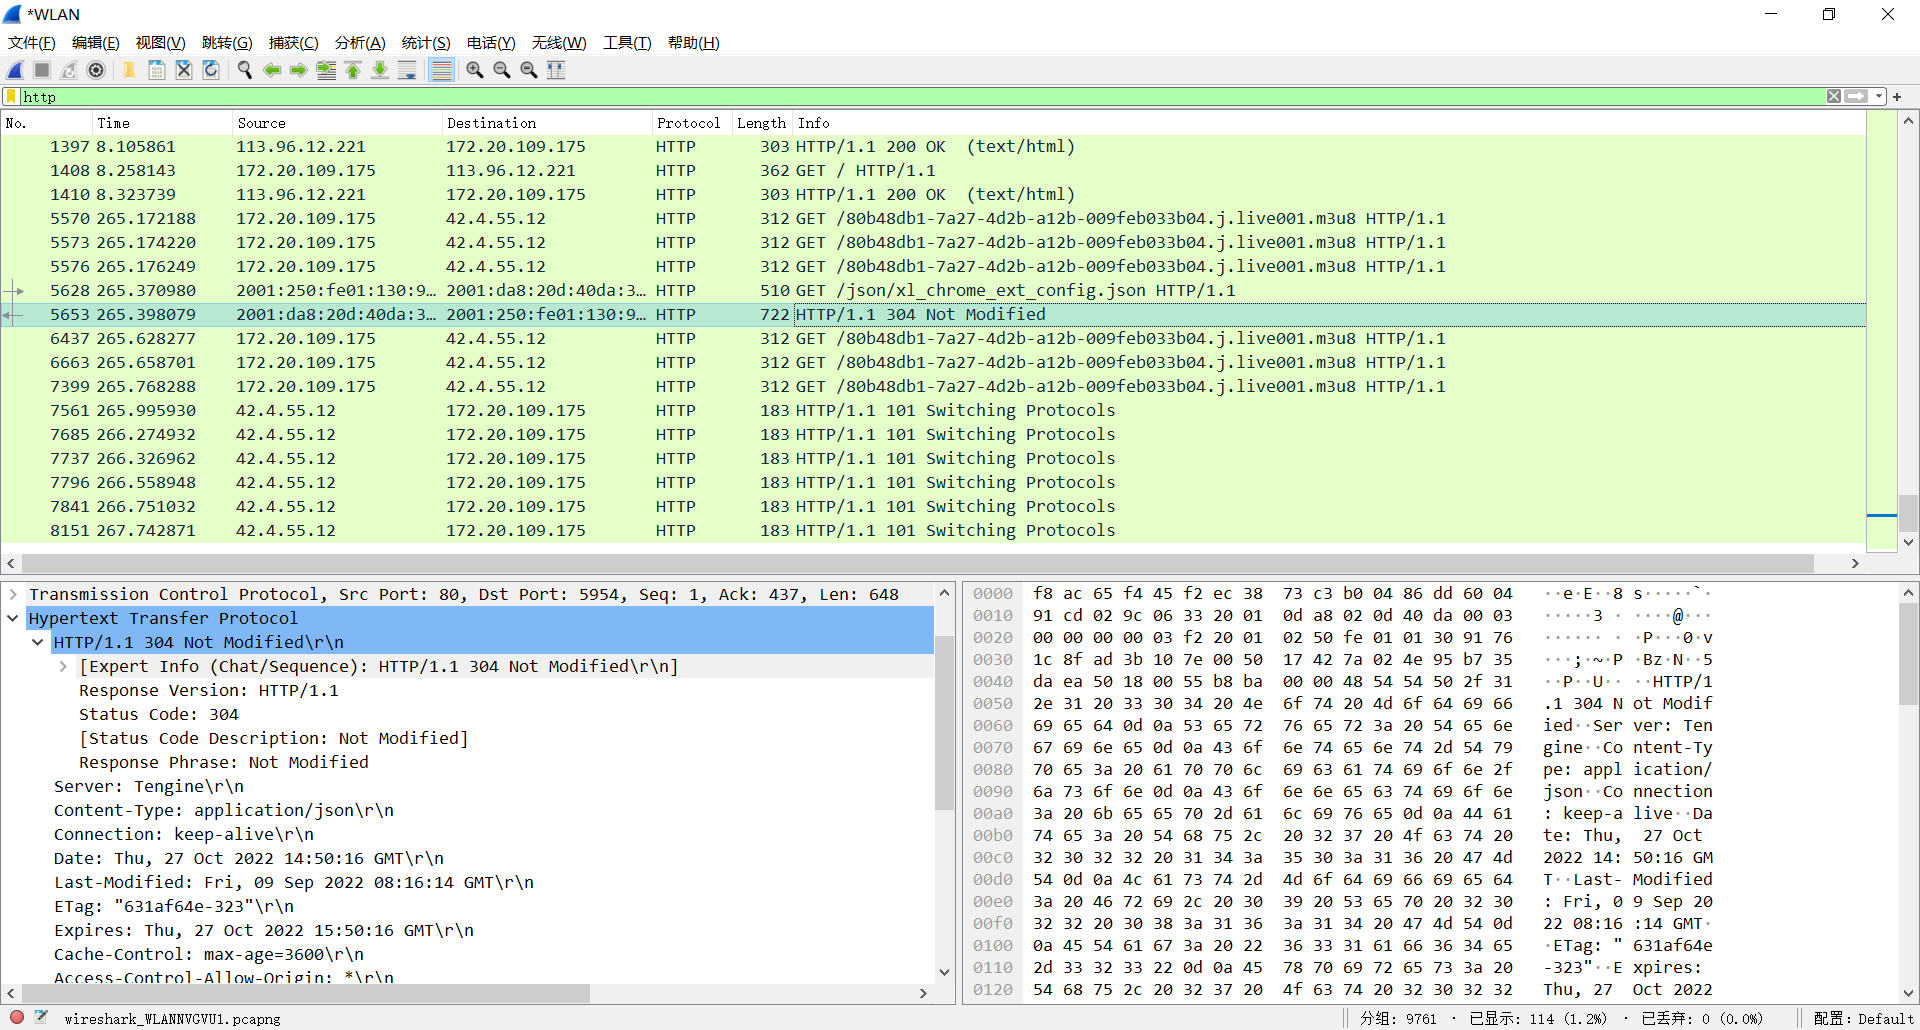 *WLAN
文件(F) 编辑(E) 视图(V) 跳转(G) 捕获(C) 分析(A) 统计(S) 电话(Y) 无线(W) 工具(T) 帮助(H)
http
No. Time Source Destination Protocol Length Info
1397 8.105861 113.96.12.221 172.20.109.175 HTTP 303 HTTP/1.1 200 OK (text/html)
1408 8.258143 172.20.109.175 113.96.12.221 HTTP 362 GET / HTTP/1.1
1410 8.323739 113.96.12.221 172.20.109.175 HTTP 303 HTTP/1.1 200 OK (text/html)
5570 265.172188 172.20.109.175 42.4.55.12 HTTP 312 GET /80b48db1-7a27-4d2b-a12b-009feb033b04.j.live001.m3u8 HTTP/1.1
5573 265.174220 172.20.109.175 42.4.55.12 HTTP 312 GET /80b48db1-7a27-4d2b-a12b-009feb033b04.j.live001.m3u8 HTTP/1.1
5576 265.176249 172.20.109.175 42.4.55.12 HTTP 312 GET /80b48db1-7a27-4d2b-a12b-009feb033b04.j.live001.m3u8 HTTP/1.1
5628 265.370980 2001:250:fe01:130:9… 2001:da8:20d:40da:3… HTTP 510 GET /json/xl_chrome_ext_config.json HTTP/1.1
5653 265.398079 2001:da8:20d:40da:3… 2001:250:fe01:130:9… HTTP 722 HTTP/1.1 304 Not Modified
6437 265.628277 172.20.109.175 42.4.55.12 HTTP 312 GET /80b48db1-7a27-4d2b-a12b-009feb033b04.j.live001.m3u8 HTTP/1.1
6663 265.658701 172.20.109.175 42.4.55.12 HTTP 312 GET /80b48db1-7a27-4d2b-a12b-009feb033b04.j.live001.m3u8 HTTP/1.1
7399 265.768288 172.20.109.175 42.4.55.12 HTTP 312 GET /80b48db1-7a27-4d2b-a12b-009feb033b04.j.live001.m3u8 HTTP/1.1
7561 265.995930 42.4.55.12 172.20.109.175 HTTP 183 HTTP/1.1 101 Switching Protocols
7685 266.274932 42.4.55.12 172.20.109.175 HTTP 183 HTTP/1.1 101 Switching Protocols
7737 266.326962 42.4.55.12 172.20.109.175 HTTP 183 HTTP/1.1 101 Switching Protocols
7796 266.558948 42.4.55.12 172.20.109.175 HTTP 183 HTTP/1.1 101 Switching Protocols
7841 266.751032 42.4.55.12 172.20.109.175 HTTP 183 HTTP/1.1 101 Switching Protocols
8151 267.742871 42.4.55.12 172.20.109.175 HTTP 183 HTTP/1.1 101 Switching Protocols
Transmission Control Protocol, Src Port: 80, Dst Port: 5954, Seq: 1, Ack: 437, Len: 648
Hypertext Transfer Protocol
HTTP/1.1 304 Not Modified\r\n
[Expert Info (Chat/Sequence): HTTP/1.1 304 Not Modified\r\n]
Response Version: HTTP/1.1
Status Code: 304
[Status Code Description: Not Modified]
Response Phrase: Not Modified
Server: Tengine\r\n
Content-Type: application/json\r\n
Connection: keep-alive\r\n
Date: Thu, 27 Oct 2022 14:50:16 GMT\r\n
Last-Modified: Fri, 09 Sep 2022 08:16:14 GMT\r\n
ETag: "631af64e-323"\r\n
Expires: Thu, 27 Oct 2022 15:50:16 GMT\r\n
Cache-Control: max-age=3600\r\n
Access-Control-Allow-Origin: *\r\n
0000 f8 ac 65 f4 45 f2 ec 38 73 c3 b0 04 86 dd 60 04 ··e·E··8 s·····`·
0010 91 cd 02 9c 06 33 20 01 0d a8 02 0d 40 da 00 03 ·····3 · ····@···
0020 00 00 00 00 03 f2 20 01 02 50 fe 01 01 30 91 76 ······ · ·P···0·v
0030 1c 8f ad 3b 10 7e 00 50 17 42 7a 02 4e 95 b7 35 ···;·~·P ·Bz·N··5
0040 da ea 50 18 00 55 b8 ba 00 00 48 54 54 50 2f 31 ··P··U·· ··HTTP/1
0050 2e 31 20 33 30 34 20 4e 6f 74 20 4d 6f 64 69 66 .1 304 N ot Modif
0060 69 65 64 0d 0a 53 65 72 76 65 72 3a 20 54 65 6e ied··Ser ver: Ten
0070 67 69 6e 65 0d 0a 43 6f 6e 74 65 6e 74 2d 54 79 gine··Co ntent-Ty
0080 70 65 3a 20 61 70 70 6c 69 63 61 74 69 6f 6e 2f pe: appl ication/
0090 6a 73 6f 6e 0d 0a 43 6f 6e 6e 65 63 74 69 6f 6e json··Co nnection
00a0 3a 20 6b 65 65 70 2d 61 6c 69 76 65 0d 0a 44 61 : keep-a live··Da
00b0 74 65 3a 20 54 68 75 2c 20 32 37 20 4f 63 74 20 te: Thu, 27 Oct
00c0 32 30 32 32 20 31 34 3a 35 30 3a 31 36 20 47 4d 2022 14: 50:16 GM
00d0 54 0d 0a 4c 61 73 74 2d 4d 6f 64 69 66 69 65 64 T··Last- Modified
00e0 3a 20 46 72 69 2c 20 30 39 20 53 65 70 20 32 30 : Fri, 0 9 Sep 20
00f0 32 32 20 30 38 3a 31 36 3a 31 34 20 47 4d 54 0d 22 08:16 :14 GMT·
0100 0a 45 54 61 67 3a 20 22 36 33 31 61 66 36 34 65 ·ETag: " 631af64e
0110 2d 33 32 33 22 0d 0a 45 78 70 69 72 65 73 3a 20 -323"··E xpires:
0120 54 68 75 2c 20 32 37 20 4f 63 74 20 32 30 32 32 Thu, 27 Oct 2022
wireshark_WLANNVGVU1.pcapng 分组: 9761 · 已显示: 114 (1.2%) · 已丢弃: 0 (0.0%) 配置: Default